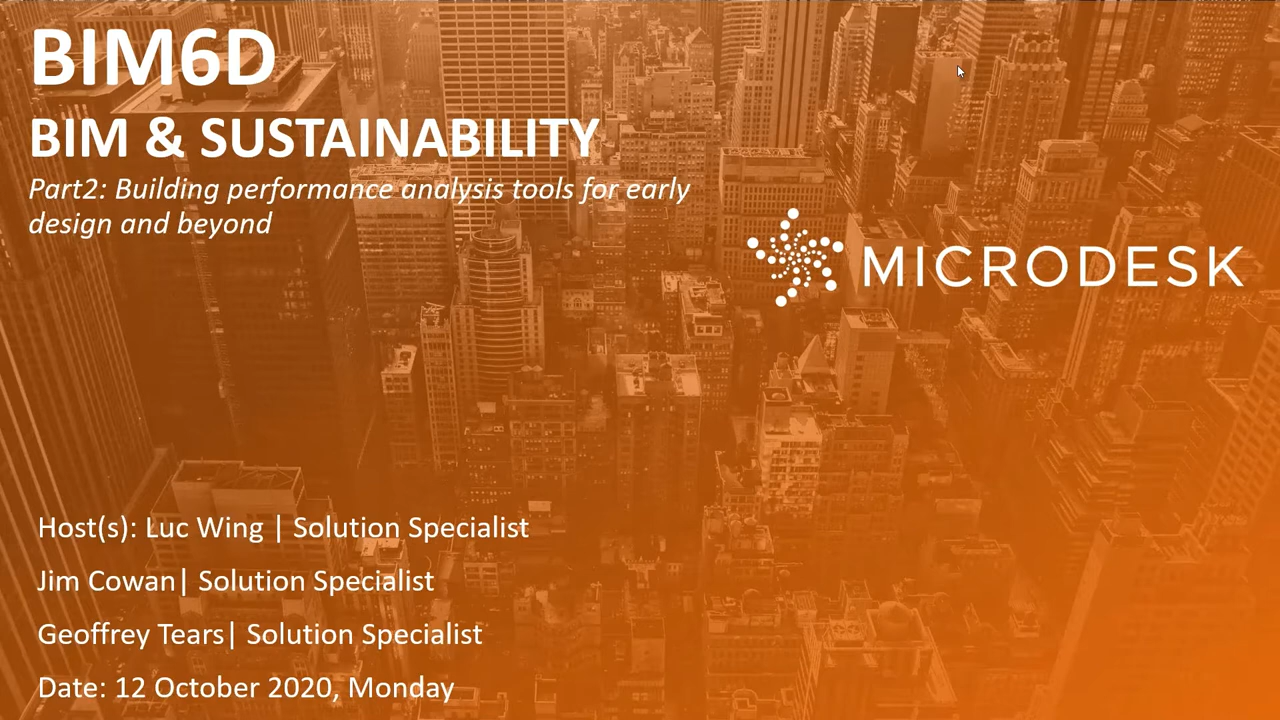 BIM6D
BIM & SUSTAINABILITY
Part2: Building performance analysis tools for early
design and beyond
MICRODESK
Host(s): Luc Wing | Solution Specialist
Jim Cowan| Solution Specialist
Geoffrey Tears| Solution Specialist
Date: 12 October 2020, Monday